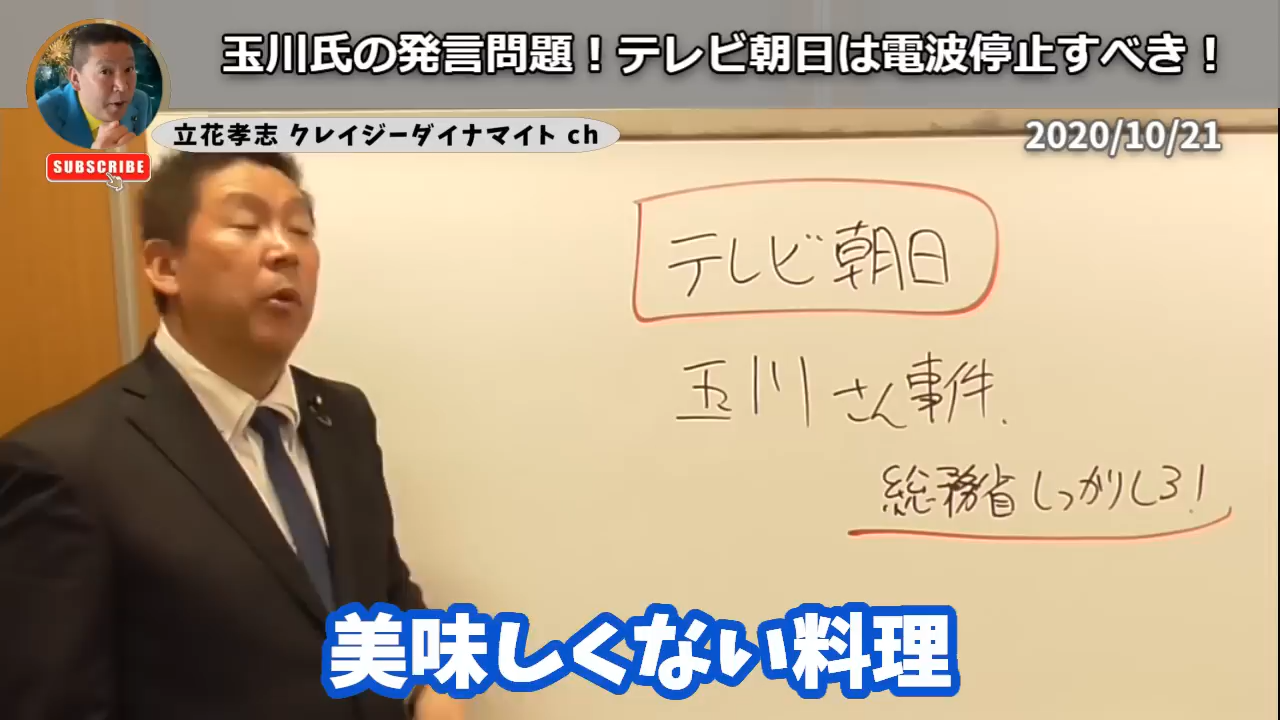 玉川氏の発言問題！テレビ朝日は電波停止すべき！
立花孝志 クレイジーダイナマイト ch
2020/10/21
SUBSCRIBE
テレビ朝日
玉川さん事件.
総務省しっかりしろ!
美味しくない料理